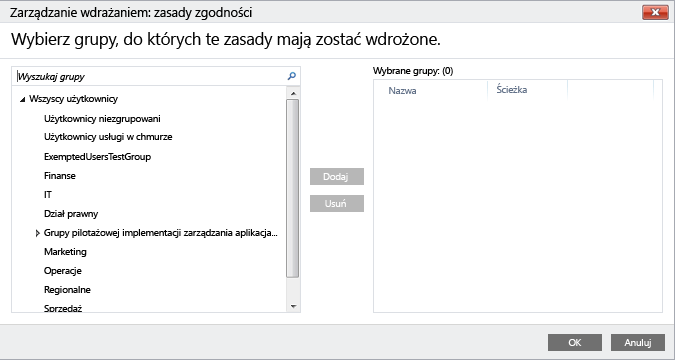 Zarządzanie wdrażaniem: zasady zgodności
Wybierz grupy, do których te zasady mają zostać wdrożone.
Wyszukaj grupy
Wszyscy użytkownicy
Użytkownicy niezgrupowani
Użytkownicy usługi w chmurze
ExemptedUsersTestGroup
Finanse
IT
Dział prawny
Grupy pilotażowej implementacji zarządzania aplikacja...
Marketing
Operacje
Regionalne
Sprzedaż
Dodaj
Usuń
Wybrane grupy: (0)
Nazwa Ścieżka
OK Anuluj